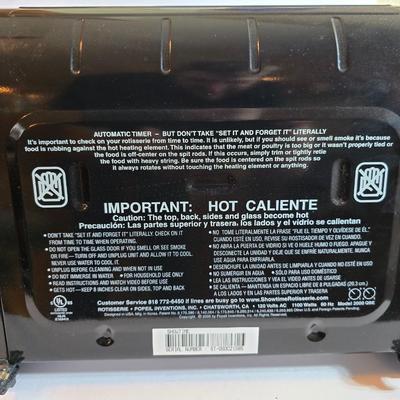 AUTOMATIC TIMER – BUT DON'T TAKE "SET IT AND FORGET IT" LITERALLY
It's important to check on your rotisserie from time to time. It is unlikely, but if you should see or smell smoke it's because
food is rubbing against the hot heating element. This indicates that the meat or poultry is too big or it wasn't properly tied or
the food is off-center on the spit rods. If this occurs, simply trim or tightly retie
the food with heavy string. Be sure the food is centered on the spit rods so
it always rotates without touching the heating element in anyway.
IMPORTANT: HOT CALIENTE
Caution: The top, back, sides and glass become hot
Precaución: Las partes superior y trasera. los lados y el vidrio se calientan
• DON'T TAKE "SET IT AND FORGET IT" LITERALLY CHECK ON IT
FROM TIME TO TIME WHEN OPERATING.
• DO NOT OPEN THE GLASS DOOR IF YOU SMELL OR SEE SMOKE
OR FIRE— TURN OFF AND UNPLUG UNIT AND ALLOW IT TO COOL.
NEVER USE WATER TO COOL IT.
• UNPLUG BEFORE CLEANING AND WHEN NOT IN USE
• DO NOT IMMERSE IN WATER. • FOR HOUSEHOLD USE ONLY
• READ INSTRUCTIONS AND WATCH VIDEO BEFORE USE
• GETS HOT—KEEP 8 INCHES CLEAR ON SIDES, TOP AND BACK
• NO TOME LITERALMENTE LA FRASE "FIJE EL TIEMPO Y OLVÍDESE DE ÉL"
CUANDO ESTÉ EN USO, REVISE SU ROSTISADOR DE VEZ EN CUANDO.
• NO ABRA LA PUERTA DE VIDRIO SI VE O HUELE HUMO O FUEGO. APAGUE Y
DESENCHUFE LA UNIDAD Y DEJE QUE SE ENFRÍE NATURALMENTE. NUNCA
USE AGUA PARA ENFRIARLA.
• DESENCHUFE LA UNIDAD ANTES DE LIMPIARLA Y CUANDO NO ESTÉ EN USO
• NO SUMERGIR EN AGUA • SÓLO PARA USO DOMÉSTICO
• LEA LAS INSTRUCCIONES Y VEA EL VIDEO ANTES DE USARSE
• SE CALIENTA — MANTENGA UN ESPACIO LIBRE DE 8 PULGADAS (20.3 cm.)
A LOS LADOS Y EN LAS PARTES SUPERIOR Y TRASERA
UL
LISTED
Customer Service 818 772-6450 if lines are busy go to www.ShowtimeRotisserie.com
ROTISSERIE • POPEIL INVENTIONS, INC. • CHATSWORTH, CA • 120 Volts AC 1100 Watts 60 Hz Model 2000 QBE
SHOWTIME
SERIAL NUMBER -